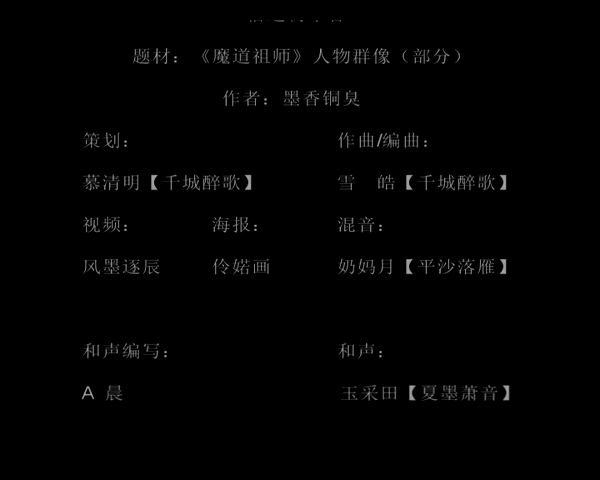 题材：《魔道祖师》人物群像（部分）
作者：墨香铜臭
策划： 作曲/编曲：
慕清明【千城醉歌】 雪 皓【千城醉歌】
视频： 海报： 混音：
风墨逐辰 伶婼画 奶妈月【平沙落雁】
和声编写： 和声：
A 晨 玉采田【夏墨萧音】